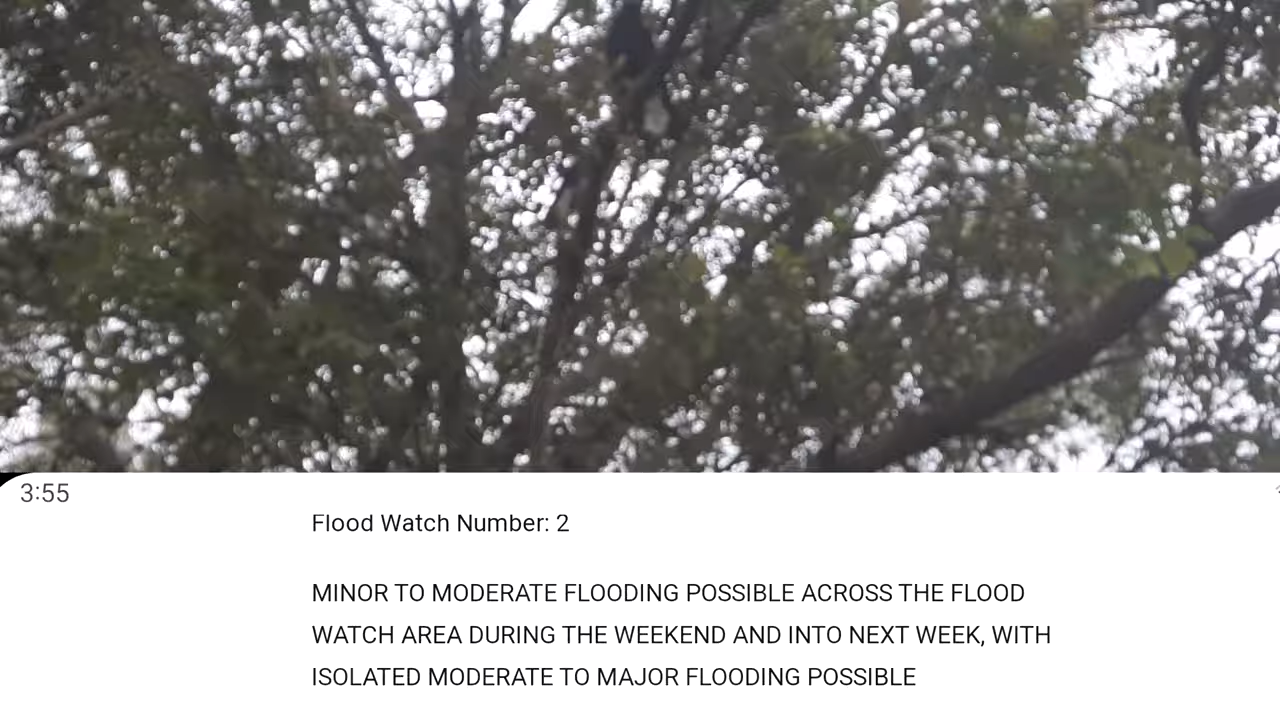 3:55
Flood Watch Number: 2
MINOR TO MODERATE FLOODING POSSIBLE ACROSS THE FLOOD
WATCH AREA DURING THE WEEKEND AND INTO NEXT WEEK, WITH
ISOLATED MODERATE TO MAJOR FLOODING POSSIBLE